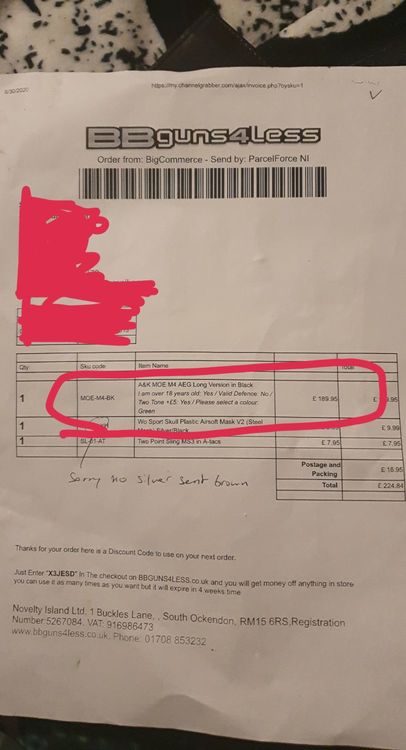 6/30/2020
https://my.channelgrabber.com/ajax/invoice.php?bysku=1
BBguns4Less
Order from: BigCommerce - Send by: ParcelForce NI
Qty Sku code Item Name Total
1 MOE-M4-BK A&K MOE M4 AEG Long Version in Black £ 189.95 £ .95
I am over 18 years old: Yes / Valid Defence: No /
Two Tone +£5: Yes / Please select a colour:
Green
1 Wo Sport Skull Plastic Airsoft Mask V2 (Steel £ 9.99
Silver/Black
1 SL-01-AT Two Point Sling MS3 in A-tacs £ 7.95 £ 7.95
Postage and
Packing £ 16.95
Total £ 224.84
Sorry no silver sent brown
Thanks for your order here is a Discount Code to use on your next order.
Just Enter "X3JESD" In The checkout on BBGUNS4LESS.co.uk and you will get money off anything in store
you can use it as many times as you want but it will expire in 4 weeks time
Novelty Island Ltd. 1 Buckles Lane, , South Ockendon, RM15 6RS,Registration
Number:5267084, VAT: 916986473
www.bbguns4less.co.uk. Phone: 01708 853232